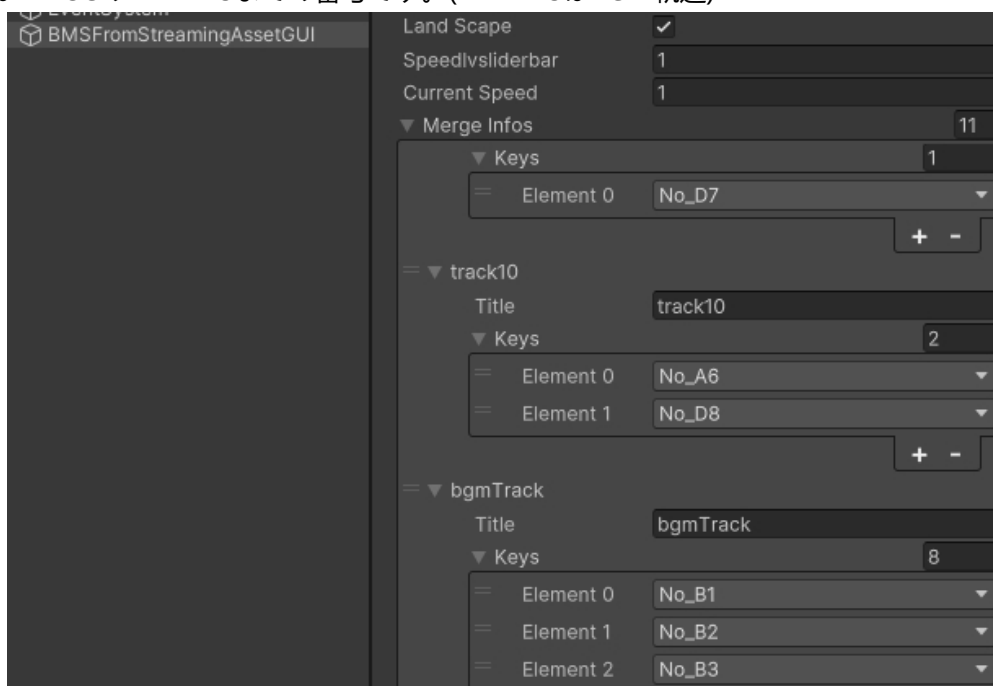 EventSystem
BMSFromStreamingAssetGUI
Land Scape
Speedlvsliderbar 1
Current Speed 1
Merge Infos 11
Keys 1
Element 0 No_D7
+ -
track10
Title track10
Keys 2
Element 0 No_A6
Element 1 No_D8
+ -
bgmTrack
Title bgmTrack
Keys 8
Element 0 No_B1
Element 1 No_B2
Element 2 No_B3